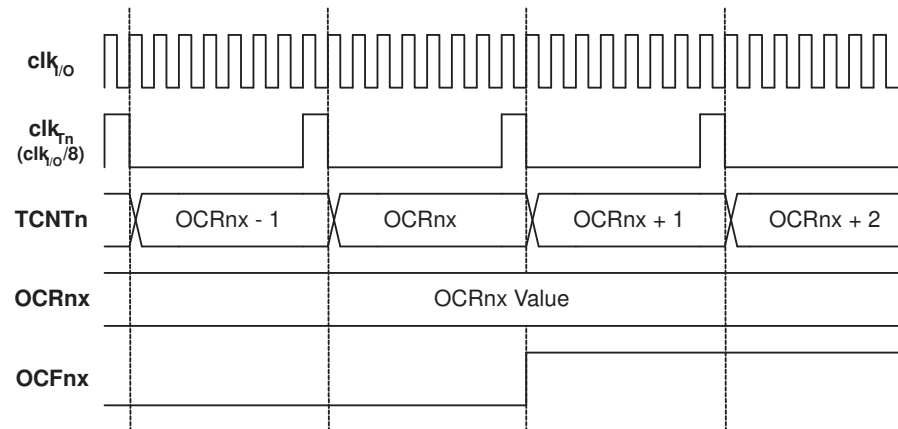 clkI/O
clkTn
(clkI/O/8)
TCNTn OCRnx - 1 OCRnx OCRnx + 1 OCRnx + 2
OCRnx OCRnx Value
OCFnx